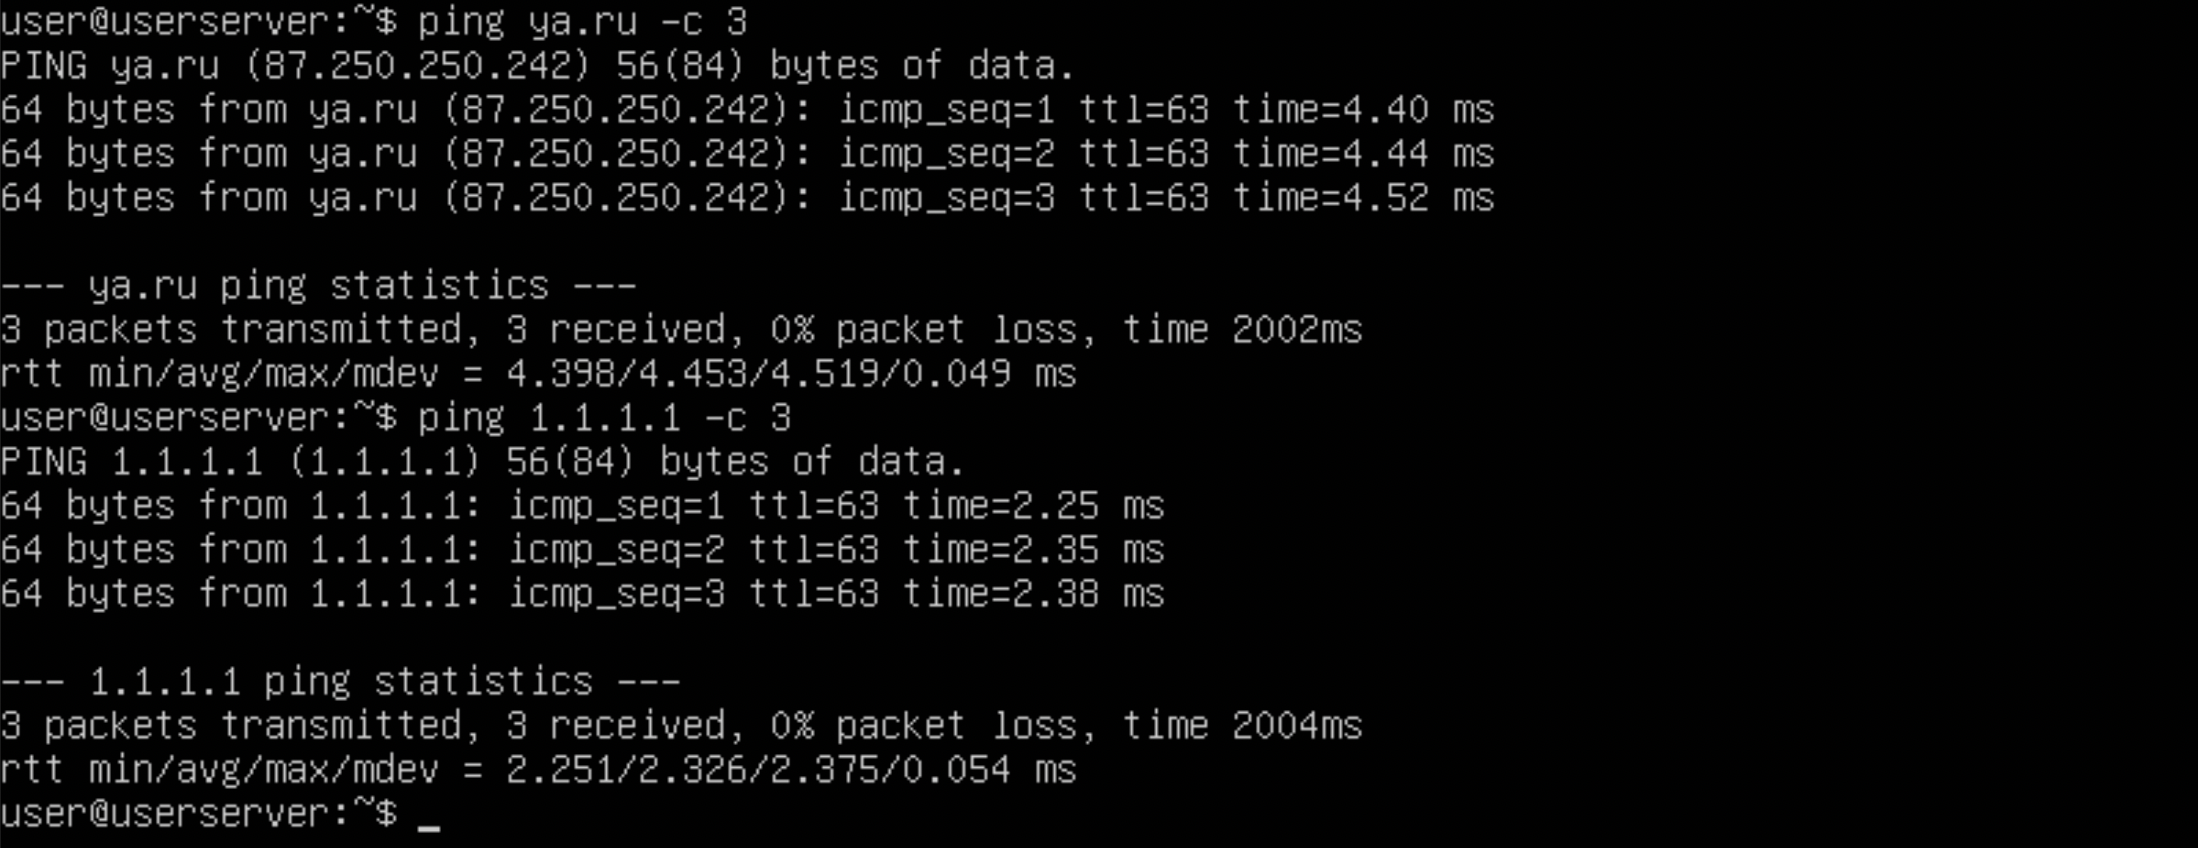 user@userserver:~$ ping ya.ru -c 3
PING ya.ru (87.250.250.242) 56(84) bytes of data.
64 bytes from ya.ru (87.250.250.242): icmp_seq=1 ttl=63 time=4.40 ms
64 bytes from ya.ru (87.250.250.242): icmp_seq=2 ttl=63 time=4.44 ms
64 bytes from ya.ru (87.250.250.242): icmp_seq=3 ttl=63 time=4.52 ms

--- ya.ru ping statistics ---
3 packets transmitted, 3 received, 0% packet loss, time 2002ms
rtt min/avg/max/mdev = 4.398/4.453/4.519/0.049 ms
user@userserver:~$ ping 1.1.1.1 -c 3
PING 1.1.1.1 (1.1.1.1) 56(84) bytes of data.
64 bytes from 1.1.1.1: icmp_seq=1 ttl=63 time=2.25 ms
64 bytes from 1.1.1.1: icmp_seq=2 ttl=63 time=2.35 ms
64 bytes from 1.1.1.1: icmp_seq=3 ttl=63 time=2.38 ms

--- 1.1.1.1 ping statistics ---
3 packets transmitted, 3 received, 0% packet loss, time 2004ms
rtt min/avg/max/mdev = 2.251/2.326/2.375/0.054 ms
user@userserver:~$ _